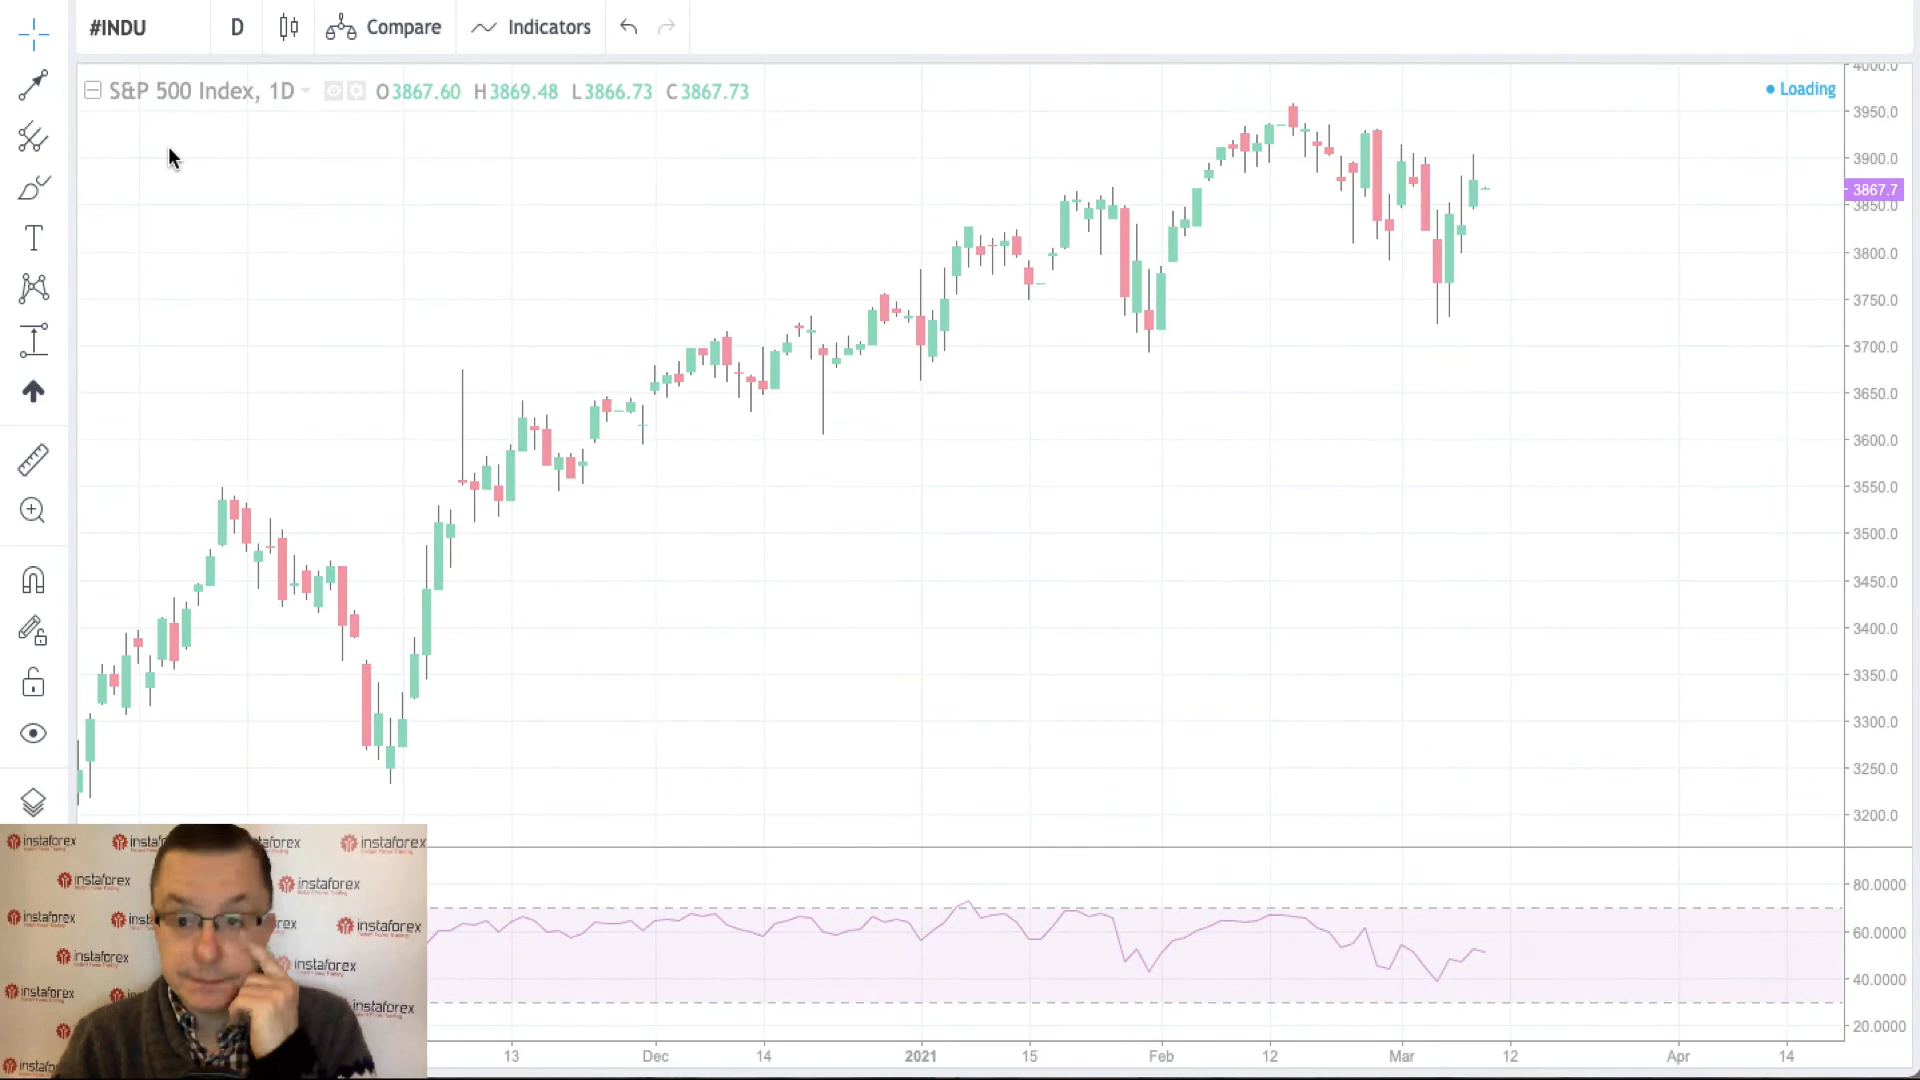 #INDU D Compare Indicators
S&P 500 Index, 1D O3867.60 H3869.48 L3866.73 C3867.73
Loading
4000.0
3950.0
3900.0
3867.7
3850.0
3800.0
3750.0
3700.0
3650.0
3600.0
3550.0
3500.0
3450.0
3400.0
3350.0
3300.0
3250.0
3200.0
80.0000
60.0000
40.0000
20.0000
13 Dec 14 2021 15 Feb 12 Mar 12 Apr 14
instaforex
instaforex
instaforex
instaforex
instaforex
instaforex
instaforex
instaforex
instaforex
instaforex
instaforex